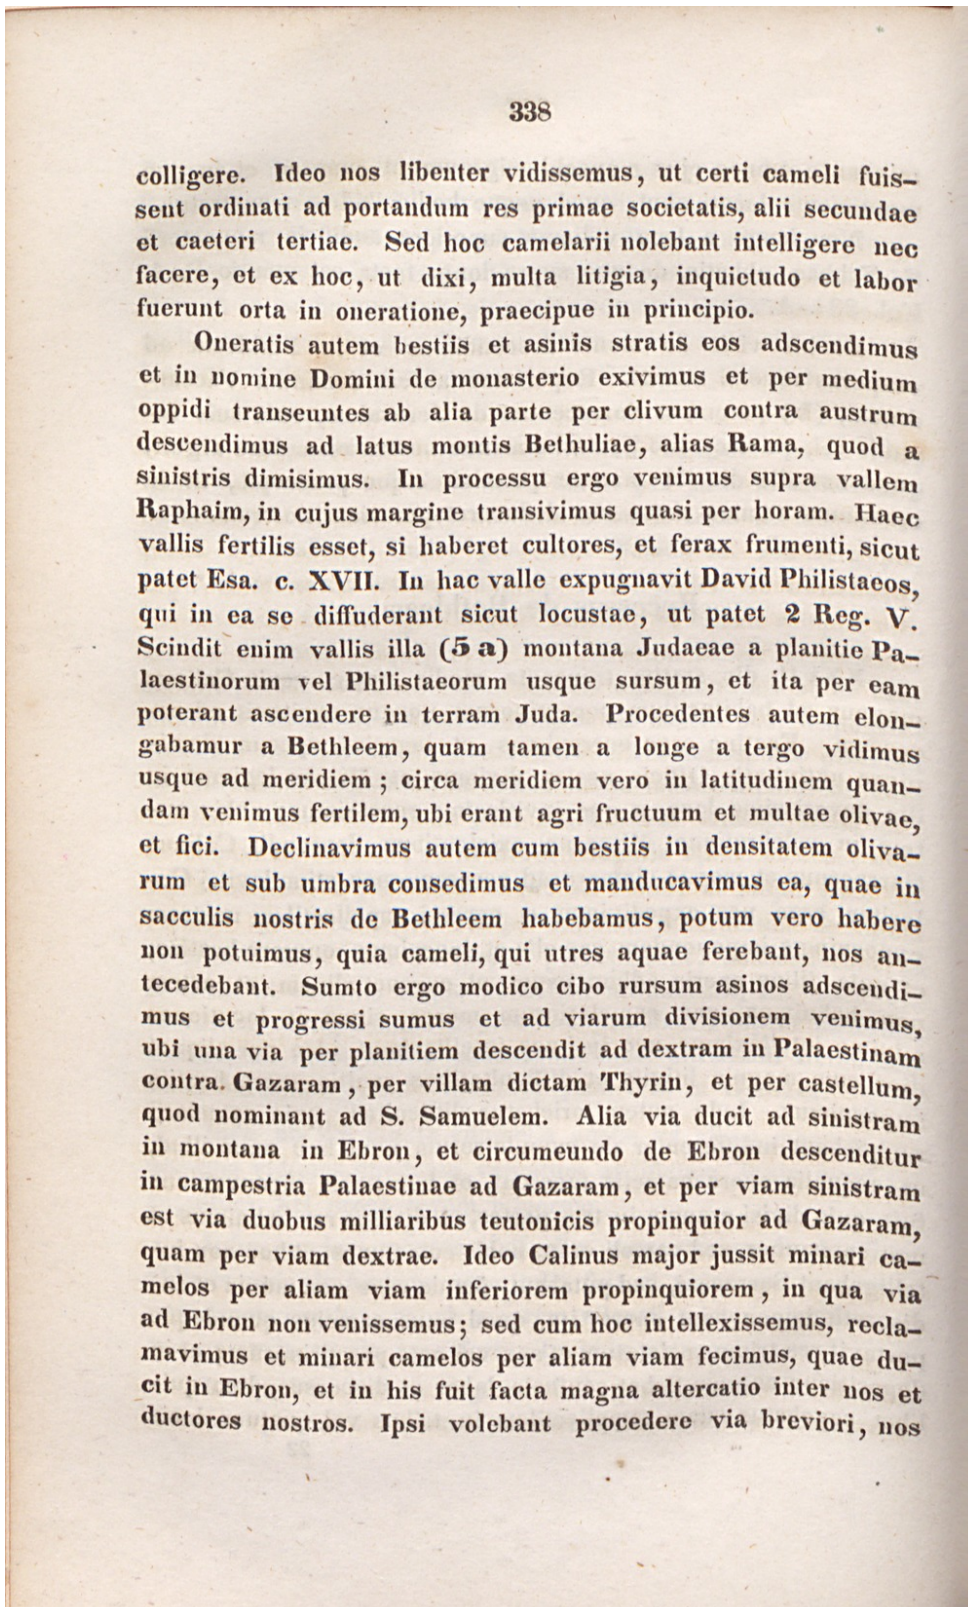 338
colligere. Ideo nos libenter vidissemus, ut certi cameli fuis-
sent ordinati ad portandum res primae societatis, alii secundae
et caeteri tertiae. Sed hoc camelarii nolebant intelligere nec
facere, et ex hoc, ut dixi, multa litigia, inquietudo et labor
fuerunt orta in oneratione, praecipue in principio.
Oneratis autem bestiis et asinis stratis eos adscendimus
et in nomine Domini de monasterio exivimus et per medium
oppidi transeuntes ab alia parte per clivum contra austrum
descendimus ad latus montis Bethuliae, alias Rama, quod a
sinistris dimisimus. In processu ergo venimus supra vallem
Raphaim, in cujus margine transivimus quasi per horam. Haec
vallis fertilis esset, si haberet cultores, et ferax frumenti, sicut
patet Esa. c. XVII. In hac valle expugnavit David Philistaeos,
qui in ea se diffuderant sicut locustae, ut patet 2 Reg. V.
Scindit enim vallis illa (5 a) montana Judaeae a planitie Pa-
laestinorum vel Philistaeorum usque sursum, et ita per eam
poterant ascendere in terram Juda. Procedentes autem elon-
gabamur a Bethleem, quam tamen a longe a tergo vidimus
usque ad meridiem; circa meridiem vero in latitudinem quan-
dam venimus fertilem, ubi erant agri fructuum et multae olivae,
et fici. Declinavimus autem cum bestiis in densitatem oliva-
rum et sub umbra consedimus et manducavimus ea, quae in
sacculis nostris de Bethleem habebamus, potum vero habere
non potuimus, quia cameli, qui utres aquae ferebant, nos an-
tecedebant. Sumto ergo modico cibo rursum asinos adscendi-
mus et progressi sumus et ad viarum divisionem venimus,
ubi una via per planitiem descendit ad dextram in Palaestinam
contra Gazaram, per villam dictam Thyrin, et per castellum,
quod nominant ad S. Samuelem. Alia via ducit ad sinistram
in montana in Ebron, et circumeundo de Ebron descenditur
in campestria Palaestinae ad Gazaram, et per viam sinistram
est via duobus milliaribus teutonicis propinquior ad Gazaram,
quam per viam dextrae. Ideo Calinus major jussit minari ca-
melos per aliam viam inferiorem propinquiorem, in qua via
ad Ebron non venissemus; sed cum hoc intellexissemus, recla-
mavimus et minari camelos per aliam viam fecimus, quae du-
cit in Ebron, et in his fuit facta magna altercatio inter nos et
ductores nostros. Ipsi volebant procedere via breviori, nos